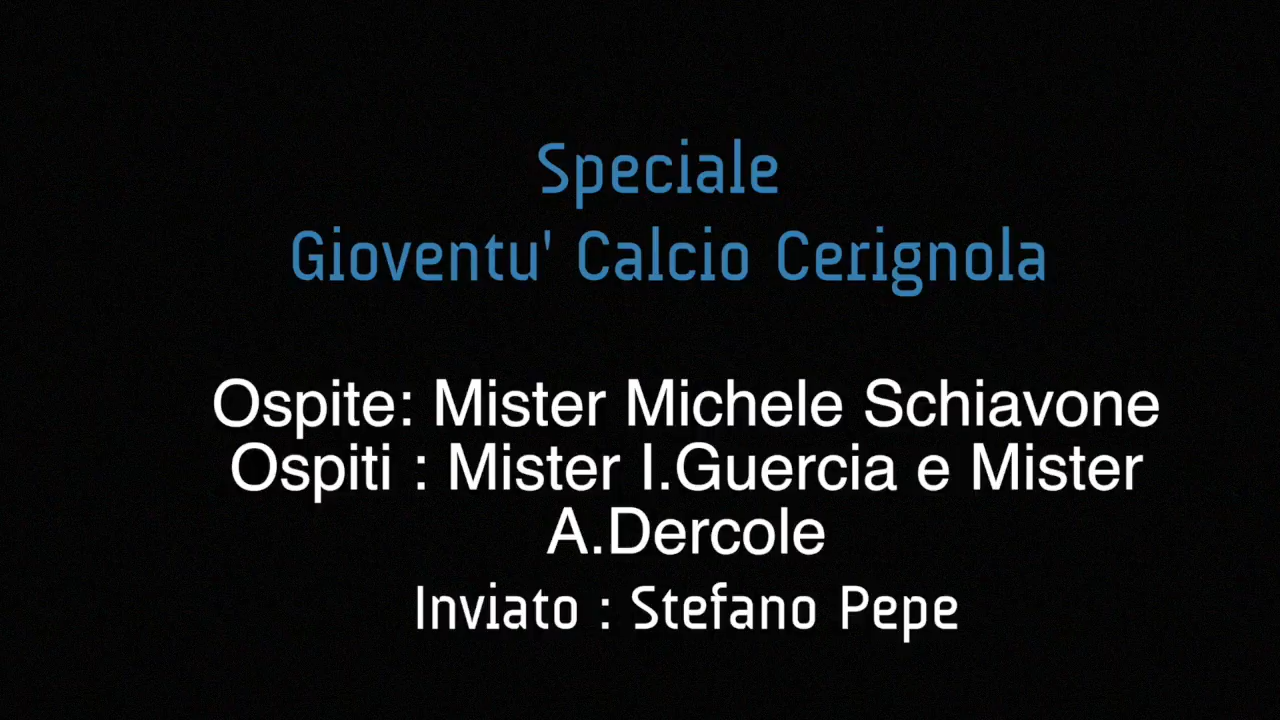 Speciale
Gioventu' Calcio Cerignola
Ospite: Mister Michele Schiavone
Ospiti : Mister I.Guercia e Mister
A.Dercole
Inviato : Stefano Pepe